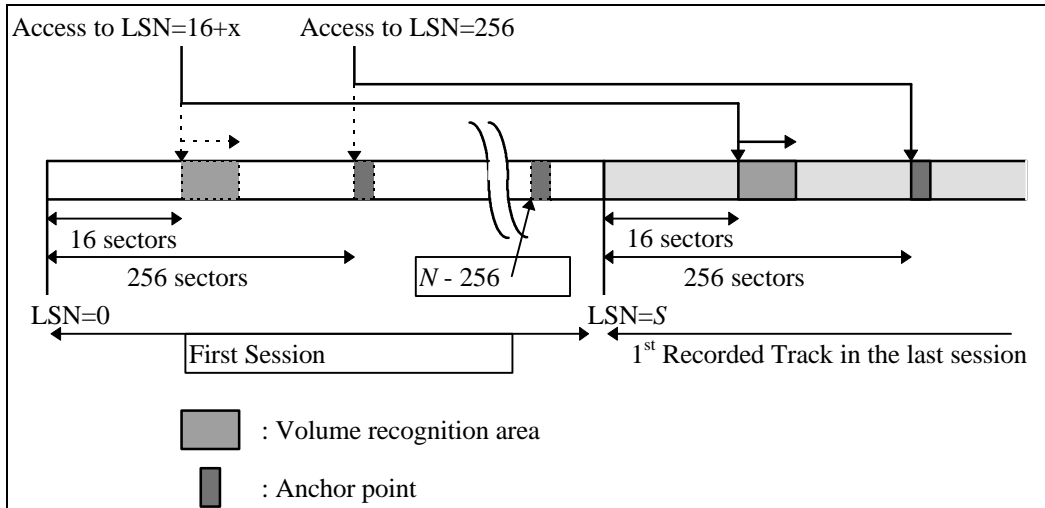 Access to LSN=16+x
Access to LSN=256
16 sectors
16 sectors
256 sectors
N - 256
256 sectors
LSN=0
LSN=S
First Session
1st Recorded Track in the last session
: Volume recognition area
: Anchor point